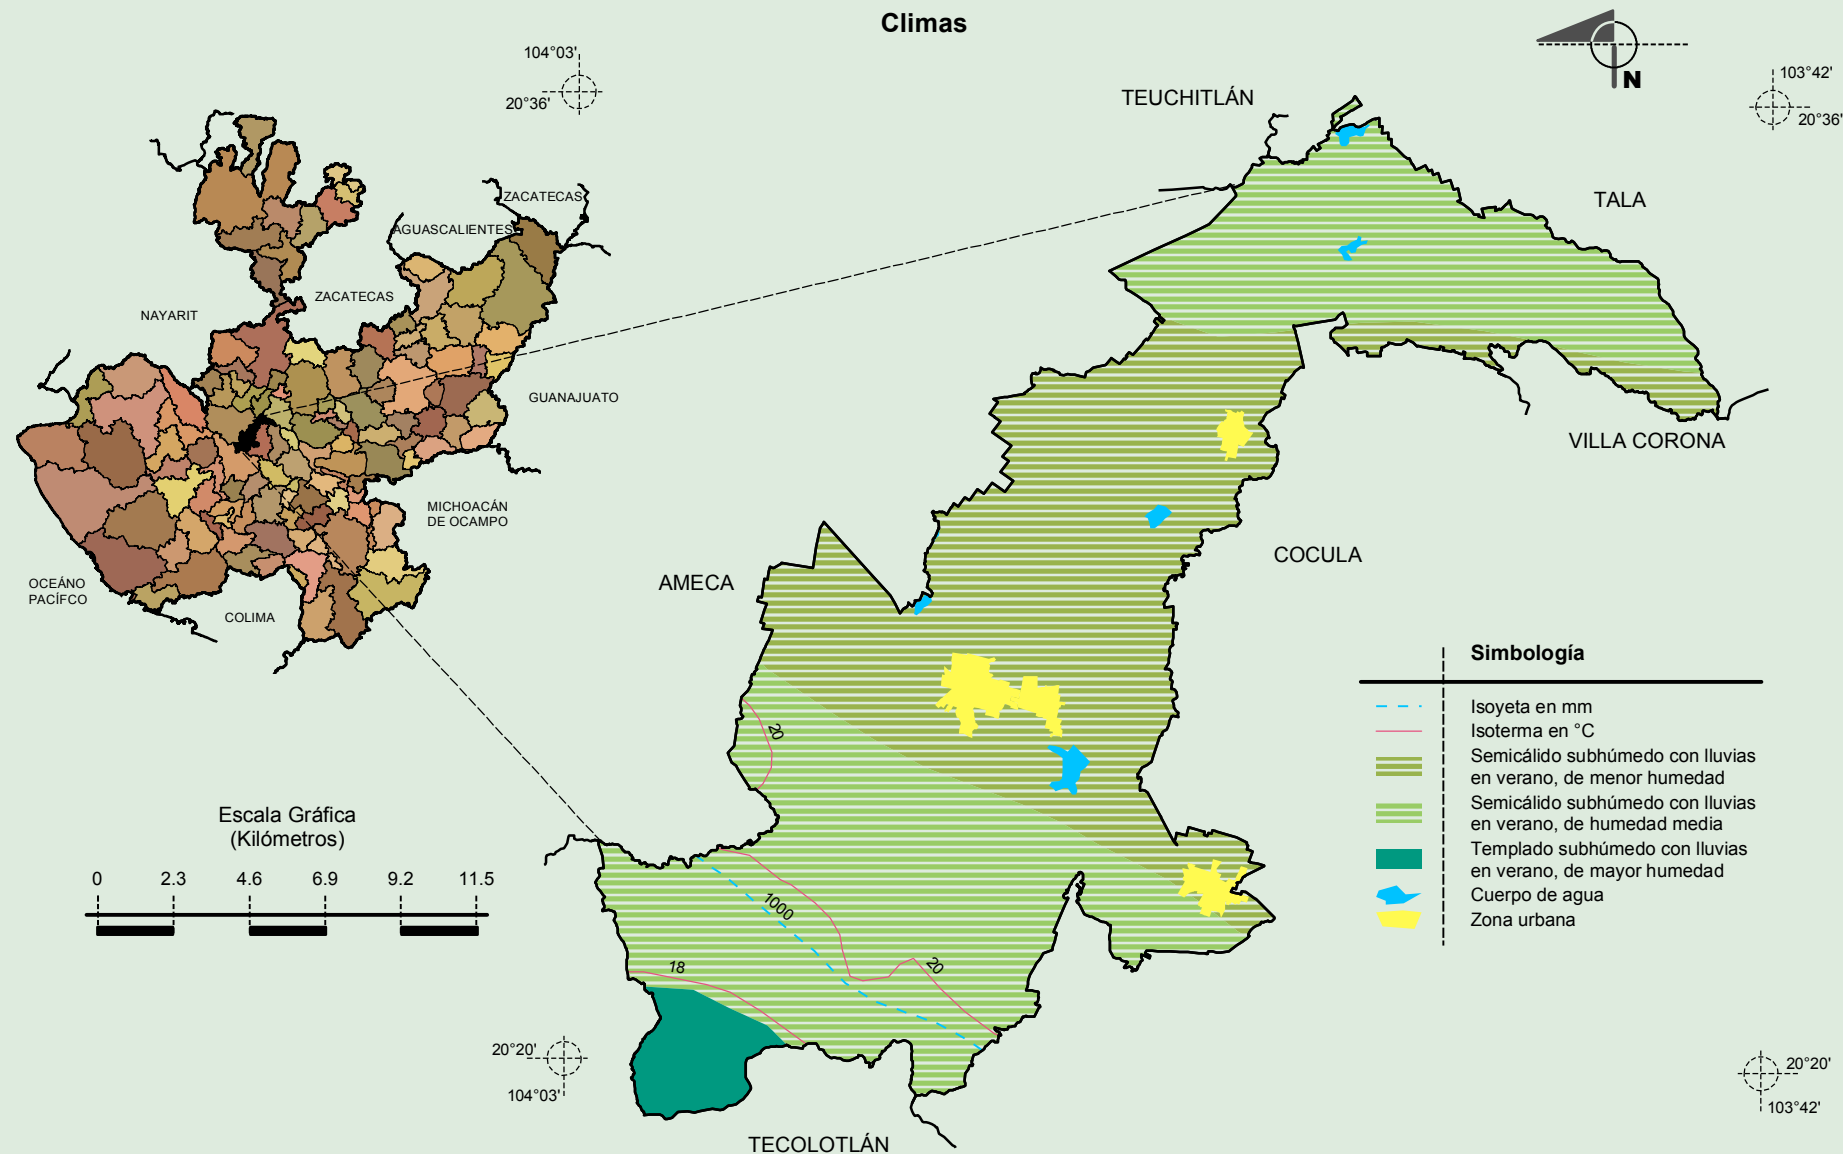 Climas
104°03'
20°36'
N
103°42'
20°36'
TEUCHITLÁN
TALA
ZACATECAS
AGUASCALIENTES
ZACATECAS
NAYARIT
GUANAJUATO
VILLA CORONA
MICHOACÁN
DE OCAMPO
COCULA
AMECA
OCEÁNO
PACÍFCO
COLIMA
Simbología
Isoyeta en mm
Isoterma en °C
Semicálido subhúmedo con lluvias
en verano, de menor humedad
Semicálido subhúmedo con lluvias
en verano, de humedad media
Templado subhúmedo con lluvias
en verano, de mayor humedad
Cuerpo de agua
Zona urbana
20
Escala Gráfica
(Kilómetros)
0 2.3 4.6 6.9 9.2 11.5
1000
18
20
20°20'
104°03'
20°20'
103°42'
TECOLOTLÁN